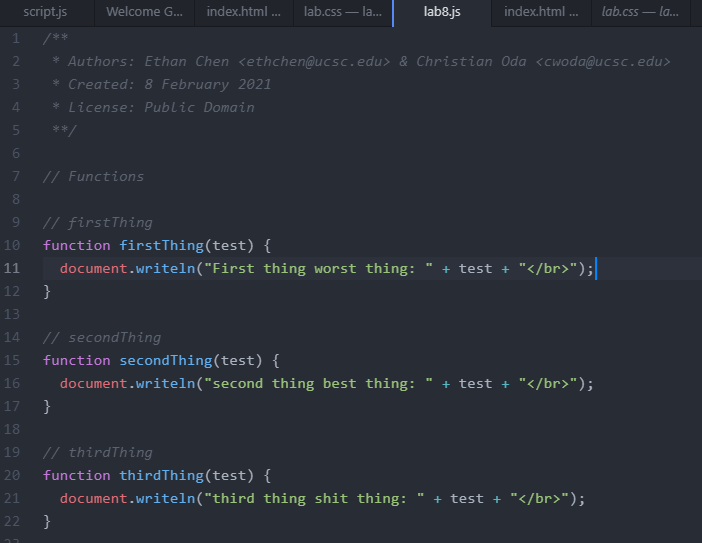 script.js Welcome G... index.html ... lab.css — la... lab8.js index.html ... lab.css — la...
1 /**
2  * Authors: Ethan Chen <ethchen@ucsc.edu> & Christian Oda <cwoda@ucsc.edu>
3  * Created: 8 February 2021
4  * License: Public Domain
5  **/
6
7 // Functions
8
9 // firstThing
10 function firstThing(test) {
11   document.writeln("First thing worst thing: " + test + "</br>");
12 }
13
14 // secondThing
15 function secondThing(test) {
16   document.writeln("second thing best thing: " + test + "</br>");
17 }
18
19 // thirdThing
20 function thirdThing(test) {
21   document.writeln("third thing shit thing: " + test + "</br>");
22 }